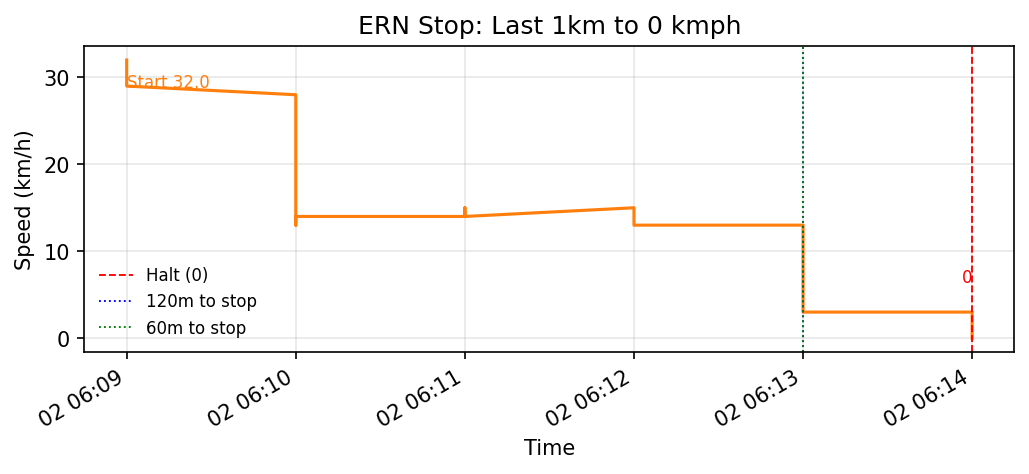 ERN Stop: Last 1km to 0 kmph
Speed (km/h)
30
20
10
0
Start 32.0
0
Halt (0)
120m to stop
60m to stop
02 06:09
02 06:10
02 06:11
02 06:12
02 06:13
02 06:14
Time